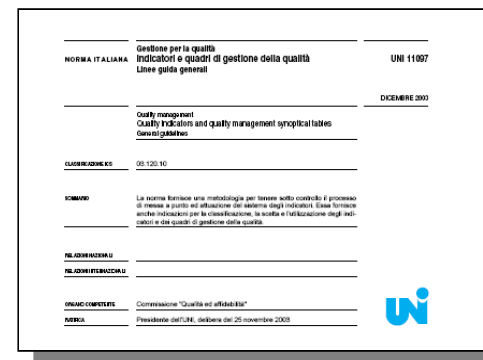 Gestione per la qualità
NORMA ITALIANA Indicatori e quadri di gestione della qualità UNI 11097
Linee guida generali
DICEMBRE 2003
Quality management
Quality indicators and quality management synoptical tables
General guidelines
CLASSIFICAZIONE ICS 03.120.10
SOMMARIO La norma fornisce una metodologia per tenere sotto controllo il processo
di messa a punto ed attuazione del sistema degli indicatori. Essa fornisce
anche indicazioni per la classificazione, la scelta e l'utilizzazione degli indi-
catori e dei quadri di gestione della qualità.
RELAZIONI NAZIONALI
RELAZIONI INTERNAZIONALI
ORGANO COMPETENTE Commissione "Qualità ed affidabilità"
RATIFICA Presidente dell'UNI, delibera del 25 novembre 2003
UNI